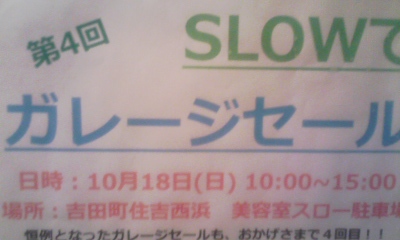 第4回
SLOWで
ガレージセール
日時：10月18日(日) 10:00~15:00
場所：吉田町住吉西浜　美容室スロー駐車場
恒例となったガレージセールも、おかげさまで４回目！！